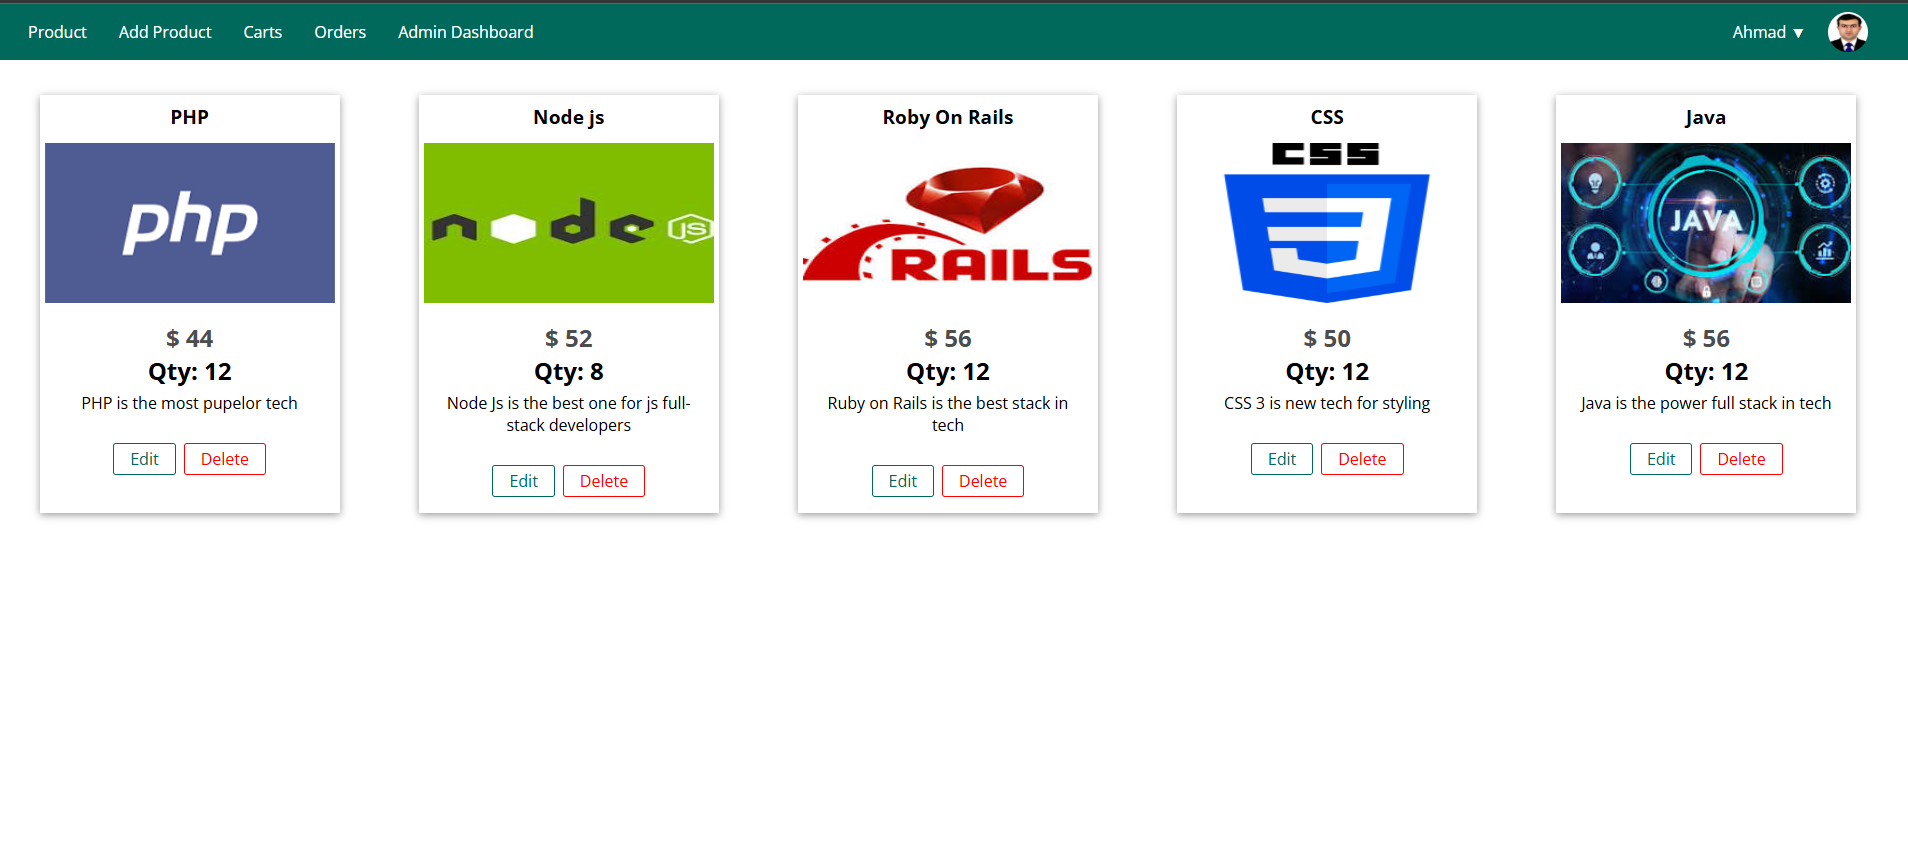 Product Add Product Carts Orders Admin Dashboard Ahmad ▼
PHP
php
$ 44
Qty: 12
PHP is the most pupelor tech
Edit Delete
Node js
node JS
$ 52
Qty: 8
Node Js is the best one for js full-
stack developers
Edit Delete
Roby On Rails
RAILS
$ 56
Qty: 12
Ruby on Rails is the best stack in
tech
Edit Delete
CSS
CSS
3
$ 50
Qty: 12
CSS 3 is new tech for styling
Edit Delete
Java
JAVA
$ 56
Qty: 12
Java is the power full stack in tech
Edit Delete